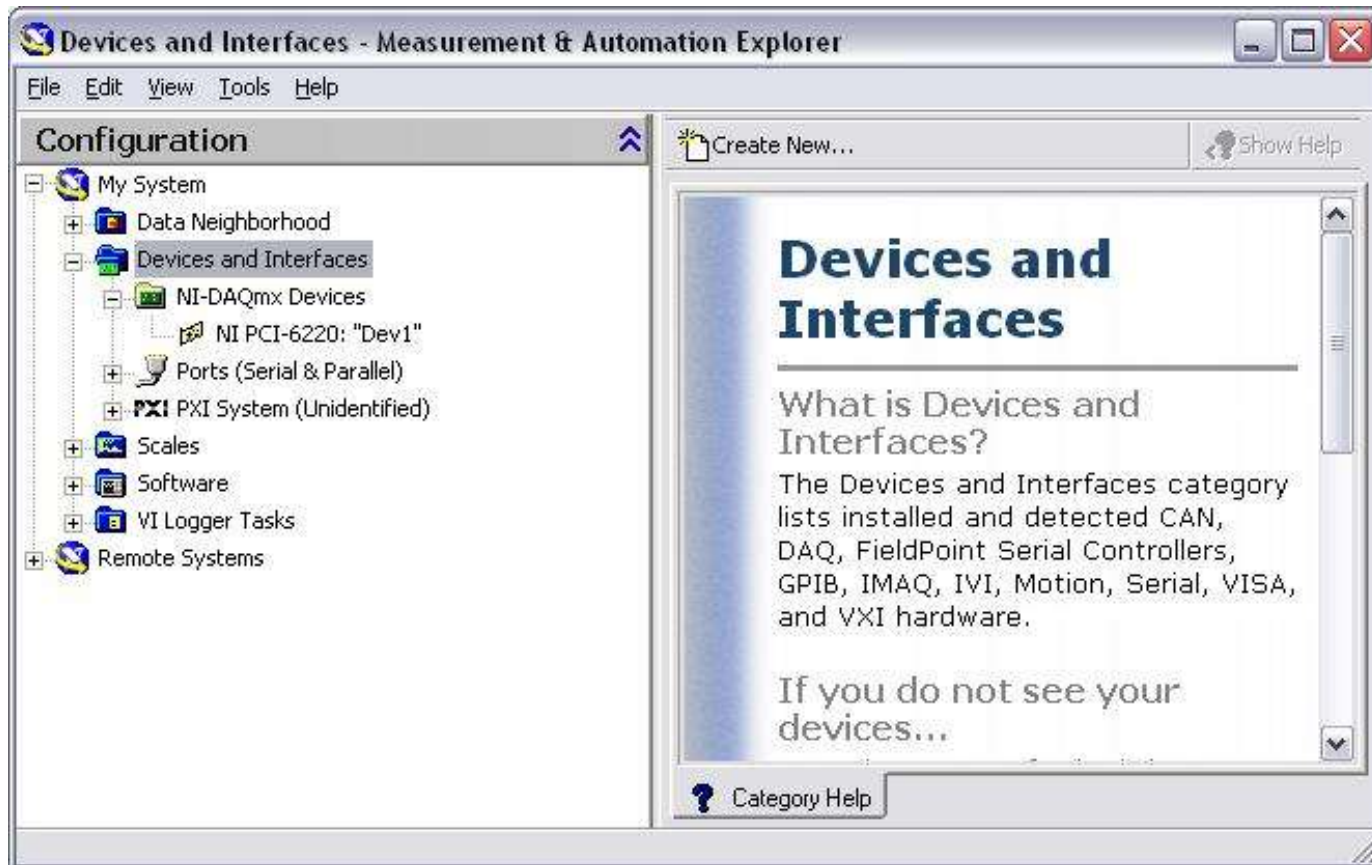 Devices and Interfaces - Measurement & Automation Explorer
File Edit View Tools Help
Configuration
My System
Data Neighborhood
Devices and Interfaces
NI-DAQmx Devices
NI PCI-6220: "Dev1"
Ports (Serial & Parallel)
PXI PXI System (Unidentified)
Scales
Software
VI Logger Tasks
Remote Systems
Create New...
Show Help
Devices and
Interfaces
What is Devices and
Interfaces?
The Devices and Interfaces category
lists installed and detected CAN,
DAQ, FieldPoint Serial Controllers,
GPIB, IMAQ, IVI, Motion, Serial, VISA,
and VXI hardware.
If you do not see your
devices...
Category Help